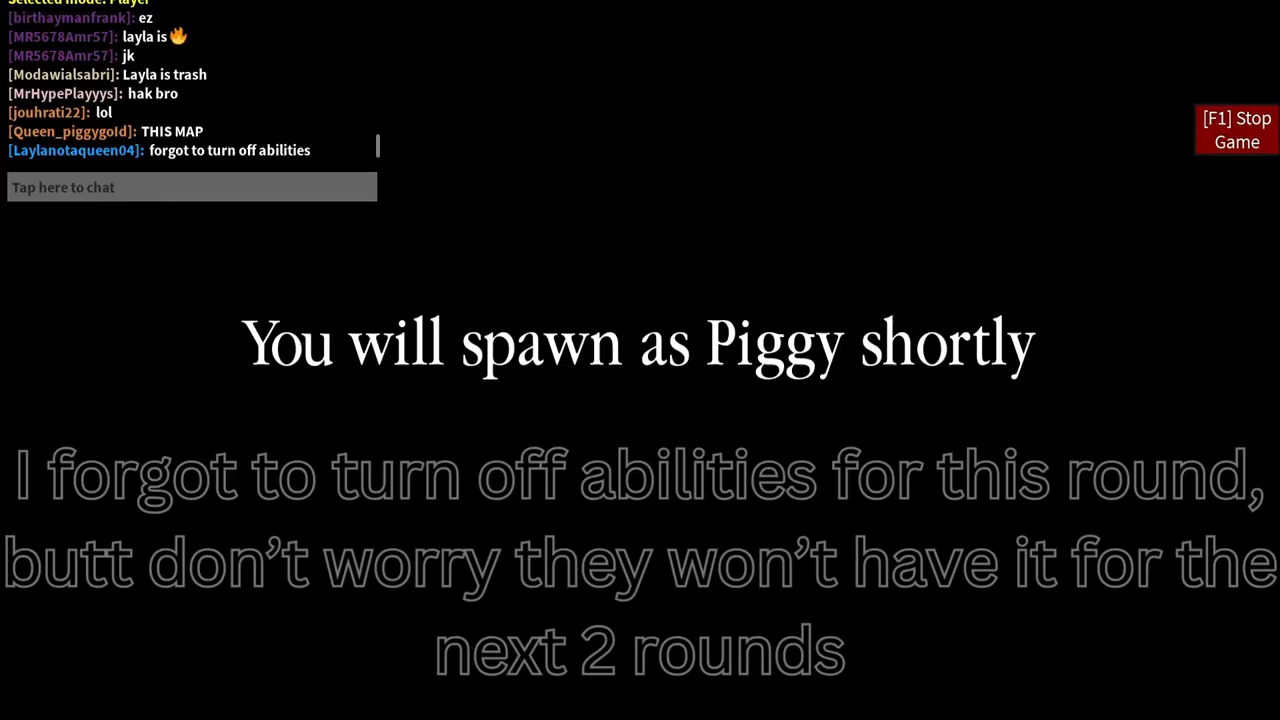 Selected mode: Player
[birthaymanfrank]: ez
[MR5678Amr57]: layla is🔥
[MR5678Amr57]: jk
[Modawialsabri]: Layla is trash
[MrHypePlayyys]: hak bro
[jouhrati22]: lol
[Queen_piggygold]: THIS MAP
[Laylanotaqueen04]: forgot to turn off abilities
Tap here to chat
[F1] Stop
Game
You will spawn as Piggy shortly
I forgot to turn off abilities for this round,
butt don’t worry they won’t have it for the
next 2 rounds